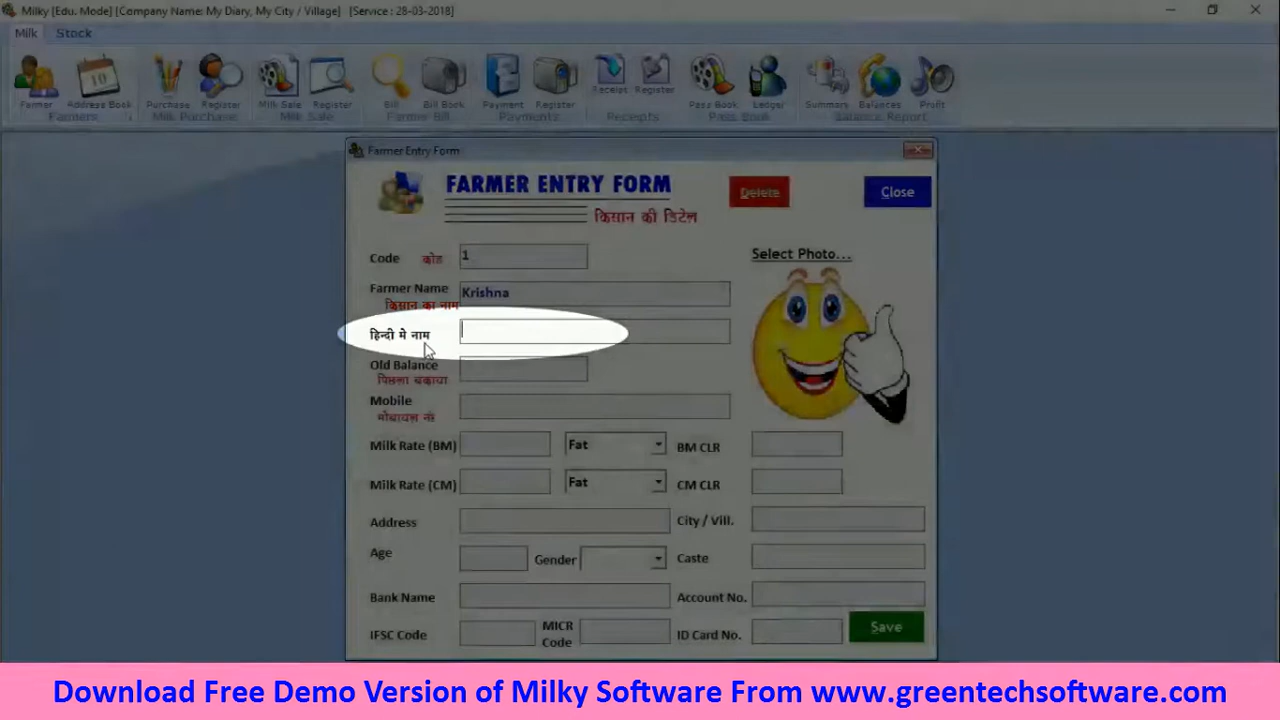 Milky [Edu. Mode] [Company Name: My Diary, My City / Village] [Service : 28-03-2018]
Milk Stock
Farmer Address Book Purchase Register Milk Sale Register Bill Bill Book Payment Register Receipt Register Pass Book Ledger Summary Balances Profit
Farmers Milk Purchase Milk Sale Farmer Bill Payments Receipts Pass Book Balance Report
Farmer Entry Form
FARMER ENTRY FORM Delete Close
किसान की डिटेल
Code कोड 1 Select Photo...
Farmer Name Krishna
किसान का नाम
हिन्दी मे नाम
Old Balance
पिछला बकाया
Mobile
मोबायल नं
Milk Rate (BM) Fat BM CLR
Milk Rate (CM) Fat CM CLR
Address City / Vill.
Age Gender Caste
Bank Name Account No.
IFSC Code MICR Code ID Card No. Save
Download Free Demo Version of Milky Software From www.greentechsoftware.com